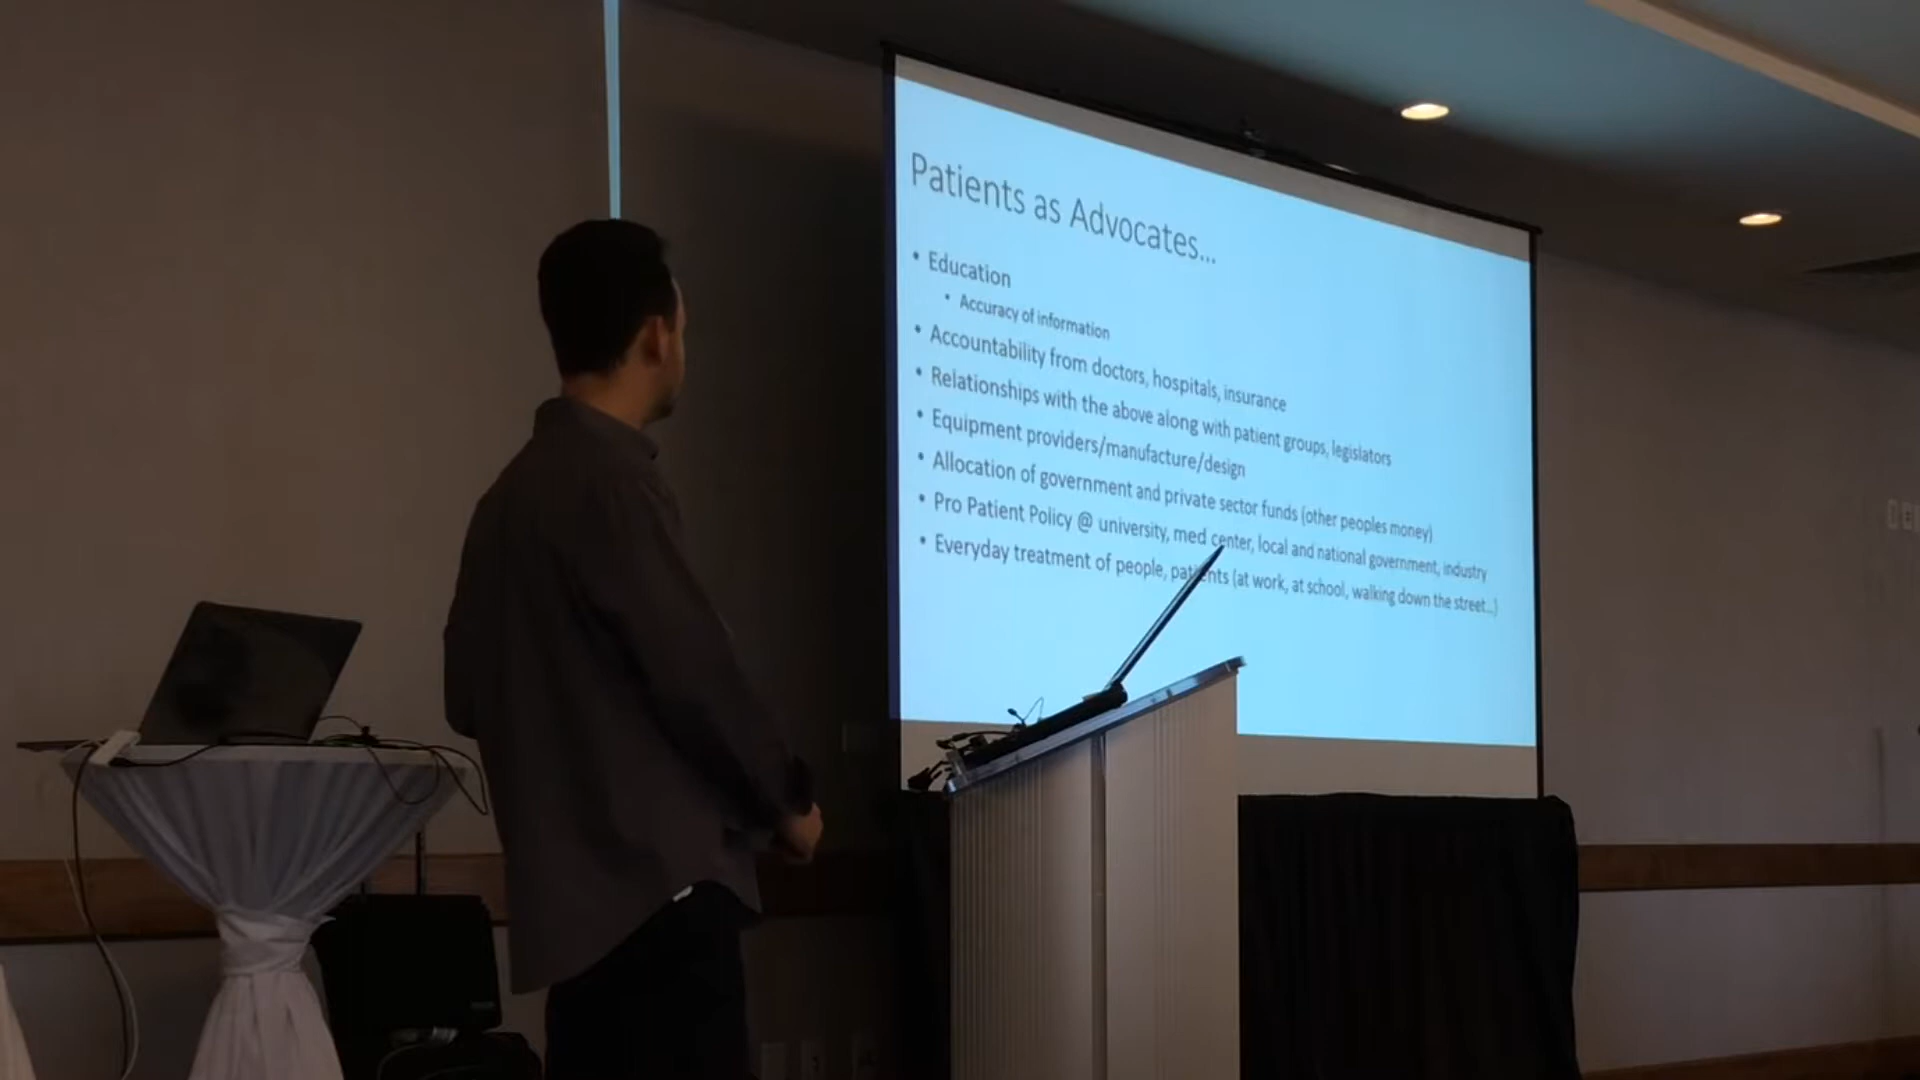 Patients as Advocates...
• Education
• Accuracy of information
• Accountability from doctors, hospitals, insurance
• Relationships with the above along with patient groups, legislators
• Equipment providers/manufacture/design
• Allocation of government and private sector funds (other peoples money)
• Pro Patient Policy @ university, med center, local and national government, industry
• Everyday treatment of people, patients (at work, at school, walking down the street...)